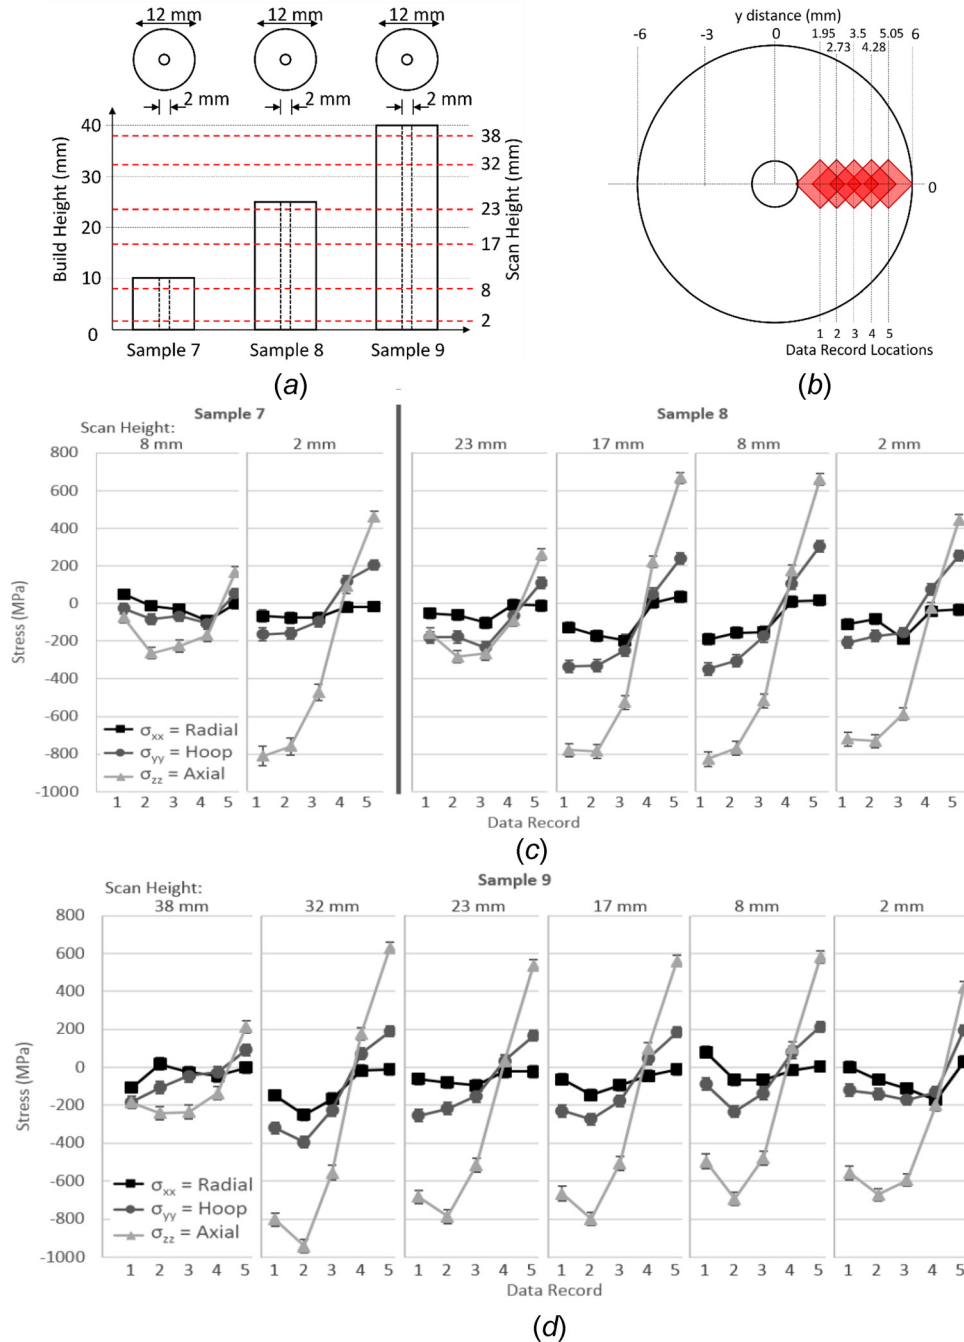 12 mm 12 mm 12 mm
2 mm 2 mm 2 mm
Build Height (mm)
40
30
20
10
0
Scan Height (mm)
38
32
23
17
8
2
Sample 7 Sample 8 Sample 9
(a)
y distance (mm)
-6 -3 0 1.95 3.5 5.05 6
2.73 4.28
0
1 2 3 4 5
Data Record Locations
(b)
Sample 7 Sample 8
Scan Height:
8 mm 2 mm 23 mm 17 mm 8 mm 2 mm
Stress (MPa)
800
600
400
200
0
-200
-400
-600
-800
-1000
σxx = Radial
σyy = Hoop
σzz = Axial
1 2 3 4 5 1 2 3 4 5 1 2 3 4 5 1 2 3 4 5 1 2 3 4 5 1 2 3 4 5
Data Record
(c)
Sample 9
Scan Height:
38 mm 32 mm 23 mm 17 mm 8 mm 2 mm
Stress (MPa)
800
600
400
200
0
-200
-400
-600
-800
-1000
σxx = Radial
σyy = Hoop
σzz = Axial
1 2 3 4 5 1 2 3 4 5 1 2 3 4 5 1 2 3 4 5 1 2 3 4 5 1 2 3 4 5
Data Record
(d)